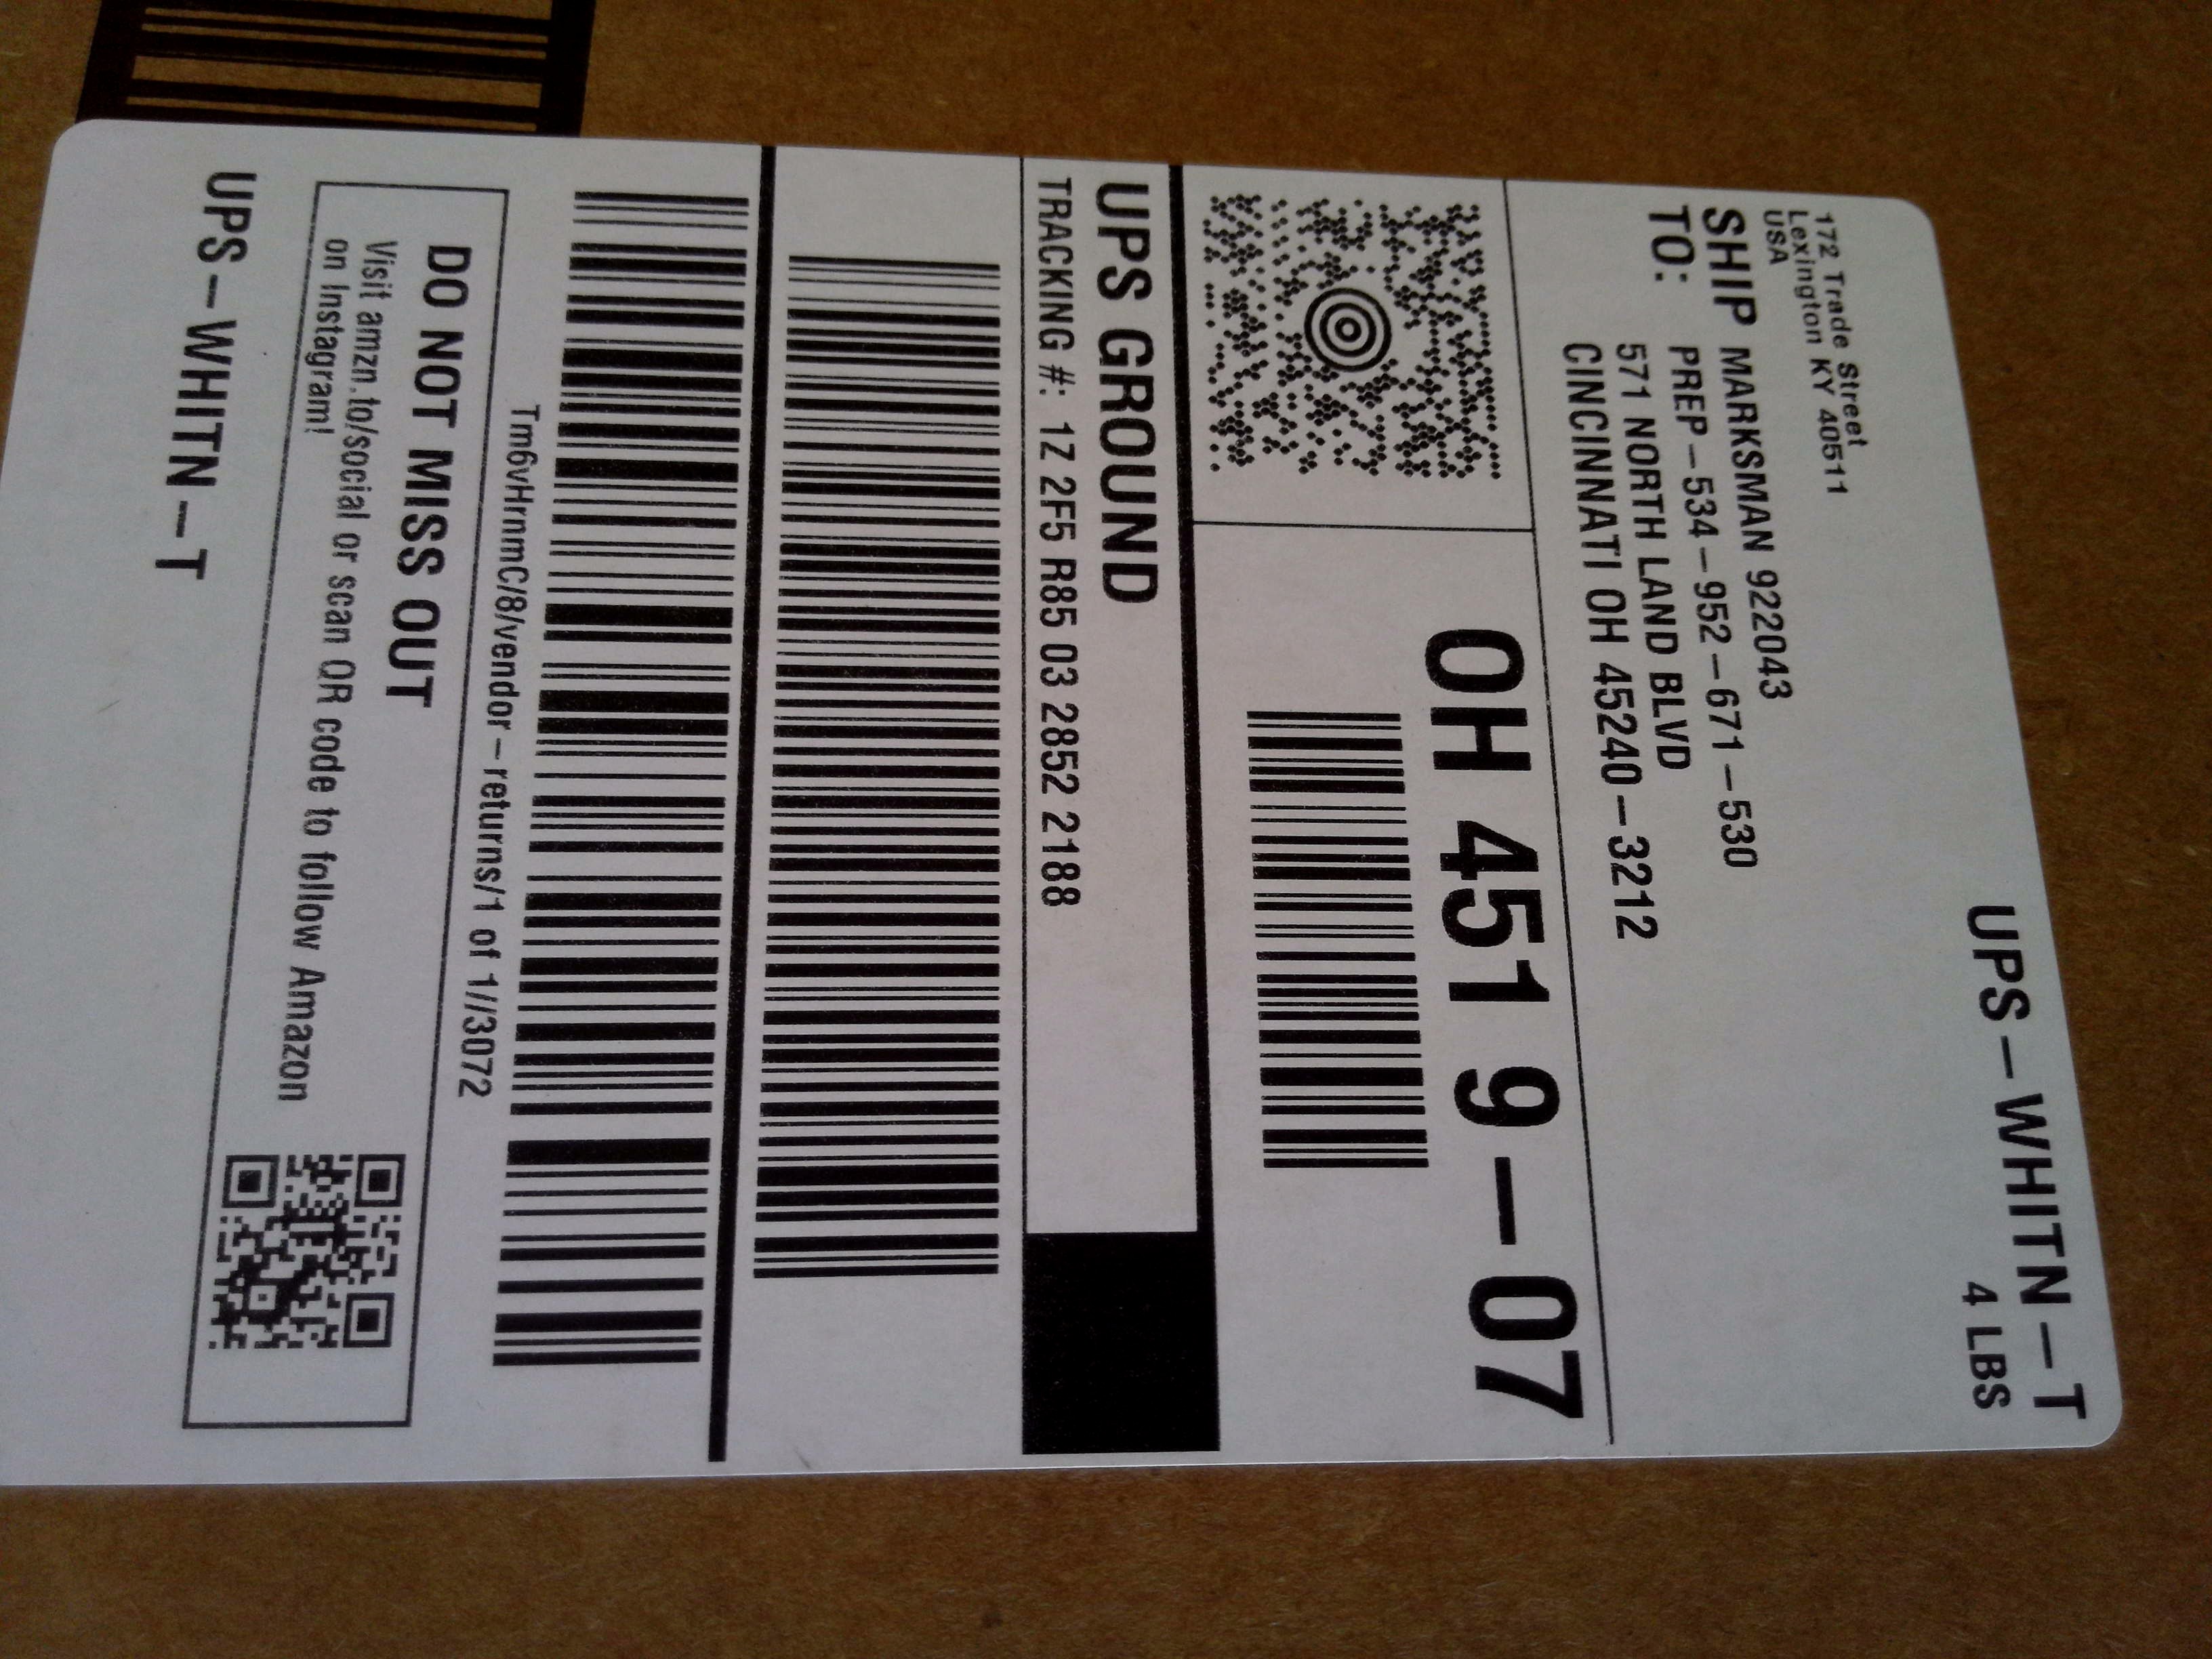 UPS-WHITN-T
4 LBS
172 Trade Street
Lexington KY 40511
USA
SHIP TO: MARKSMAN 922043
PREP-534-952-671-530
571 NORTH LAND BLVD
CINCINNATI OH 45240-3212
OH 451 9-07
UPS GROUND
TRACKING #: 1Z 2F5 R85 03 2852 2188
Tm6vHrnmC/8/vendor-returns/1 of 1//3072
DO NOT MISS OUT
Visit amzn.to/social or scan QR code to follow Amazon
on Instagram!
UPS-WHITN-T